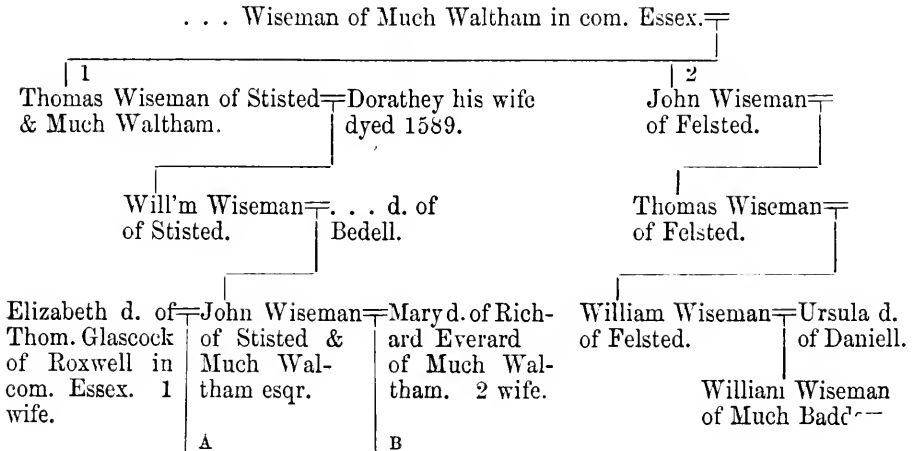 . . . Wiseman of Much Waltham in com. Essex.
1
2
Thomas Wiseman of Stisted
& Much Waltham.
Dorathey his wife
dyed 1589.
John Wiseman
of Felsted.
Will'm Wiseman
of Stisted.
. . . d. of
Bedell.
Thomas Wiseman
of Felsted.
Elizabeth d. of
Thom. Glascock
of Roxwell in
com. Essex. 1
wife.
John Wiseman
of Stisted &
Much Wal-
tham esqr.
Mary d. of Rich-
ard Everard
of Much Wal-
tham. 2 wife.
William Wiseman
of Felsted.
Ursula d.
of Daniell.
William Wiseman
of Much
A
B